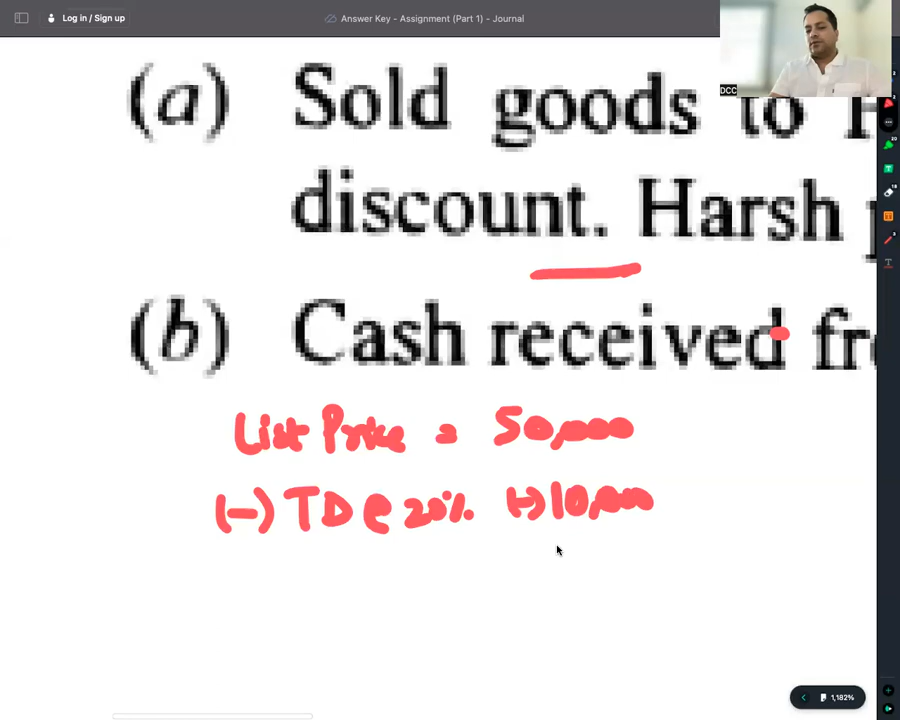 Log in / Sign up
Answer Key - Assignment (Part 1) - Journal
DCC
(a) Sold goods to
discount. Harsh
(b) Cash received fr
List Price = 50,000
(-) TD @ 20% (-) 10,000
1,182%